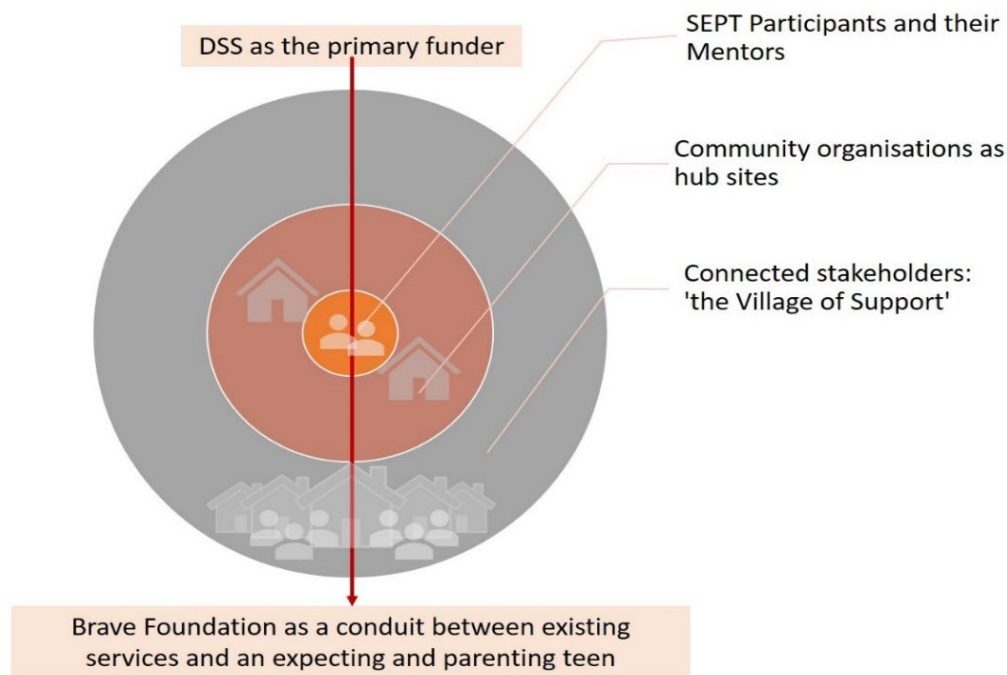 DSS as the primary funder
SEPT Participants and their
Mentors
Community organisations as
hub sites
Connected stakeholders:
'the Village of Support'
Brave Foundation as a conduit between existing
services and an expecting and parenting teen